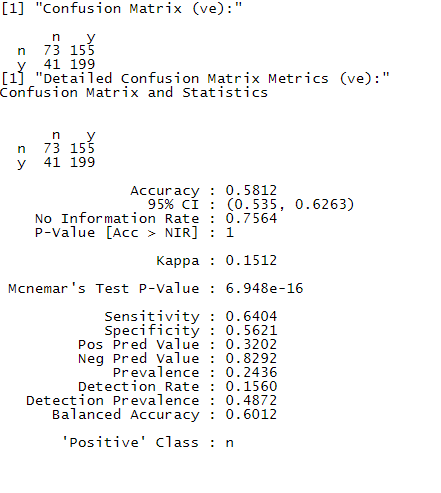 [1] "Confusion Matrix (ve):"
n y
n 73 155
y 41 199
[1] "Detailed Confusion Matrix Metrics (ve):"
Confusion Matrix and Statistics
n y
n 73 155
y 41 199
Accuracy : 0.5812
95% CI : (0.535, 0.6263)
No Information Rate : 0.7564
P-Value [Acc > NIR] : 1
Kappa : 0.1512
Mcnemar's Test P-Value : 6.948e-16
Sensitivity : 0.6404
Specificity : 0.5621
Pos Pred Value : 0.3202
Neg Pred Value : 0.8292
Prevalence : 0.2436
Detection Rate : 0.1560
Detection Prevalence : 0.4872
Balanced Accuracy : 0.6012
'Positive' Class : n